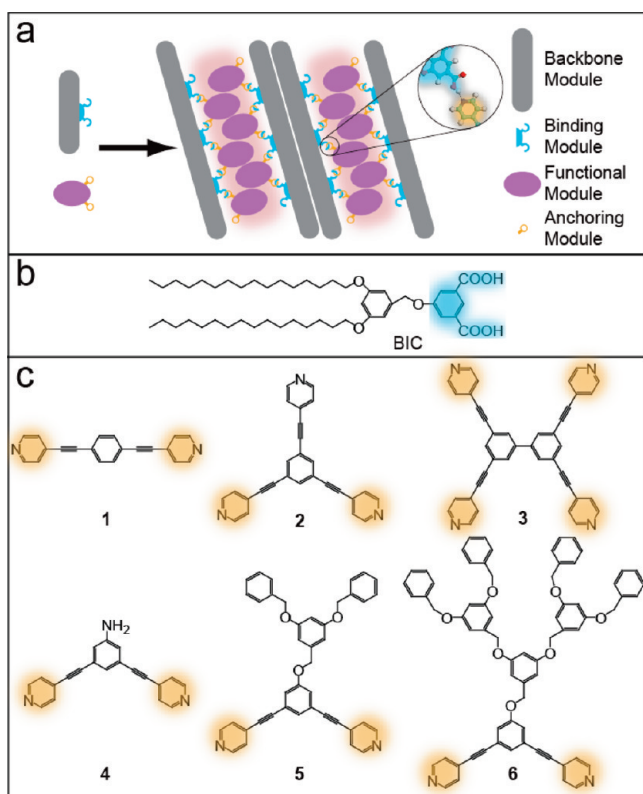 a
Backbone
Module
Binding
Module
Functional
Module
Anchoring
Module
b
O
O
O
COOH
COOH
BIC
c
N
N
1
N
N
N
2
N
N
N
N
3
NH₂
N
N
4
O
O
O
N
N
5
O
O
O
O
O
O
O
N
N
6